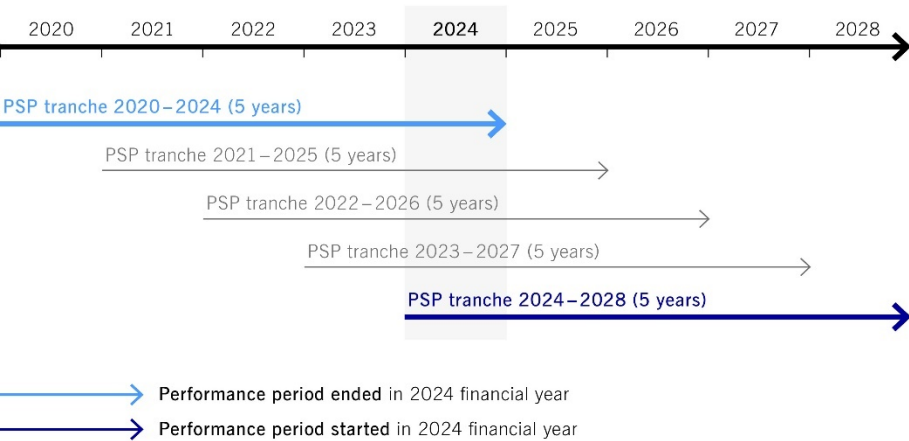 2020 2021 2022 2023 2024 2025 2026 2027 2028
PSP tranche 2020–2024 (5 years)
PSP tranche 2021–2025 (5 years)
PSP tranche 2022–2026 (5 years)
PSP tranche 2023–2027 (5 years)
PSP tranche 2024–2028 (5 years)
Performance period ended in 2024 financial year
Performance period started in 2024 financial year